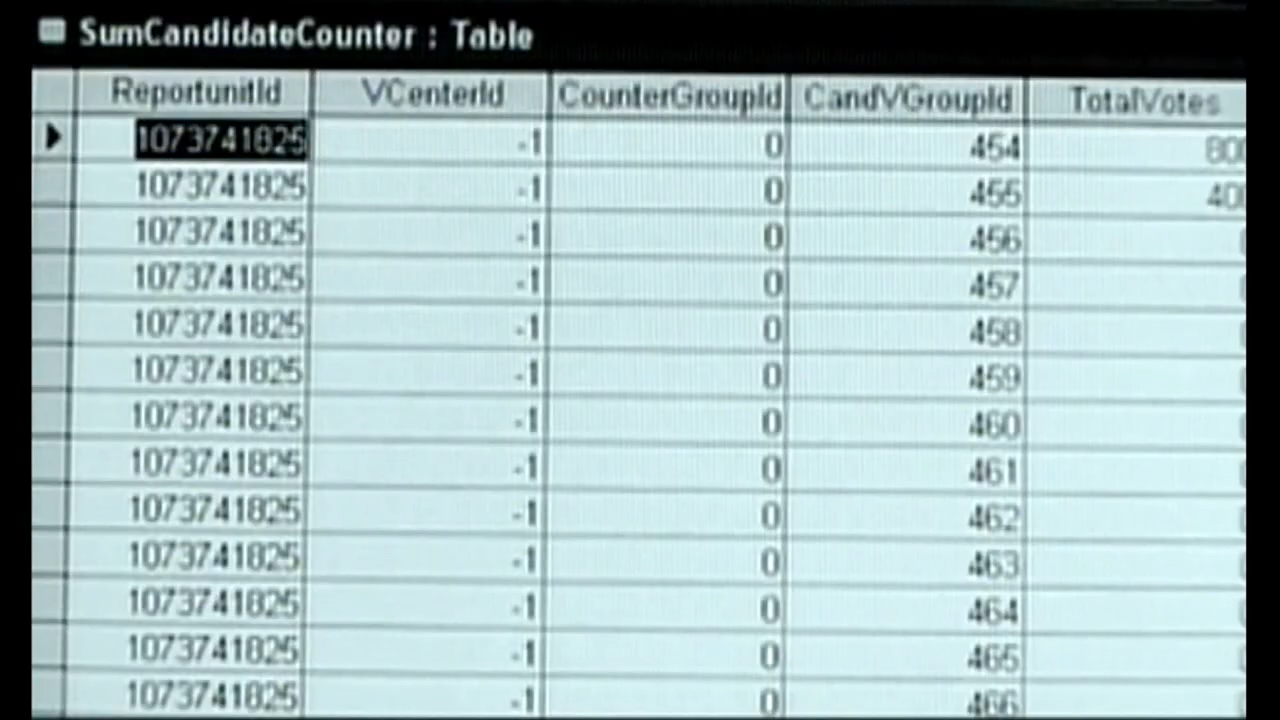 SumCandidateCounter : Table
ReportunitId VCenterId CounterGroupId CandVGroupId TotalVotes
1073741825 -1 0 454
1073741825 -1 0 455
1073741825 -1 0 456
1073741825 -1 0 457
1073741825 -1 0 458
1073741825 -1 0 459
1073741825 -1 0 460
1073741825 -1 0 461
1073741825 -1 0 462
1073741825 -1 0 463
1073741825 -1 0 464
1073741825 -1 0 465
1073741825 -1 0 466